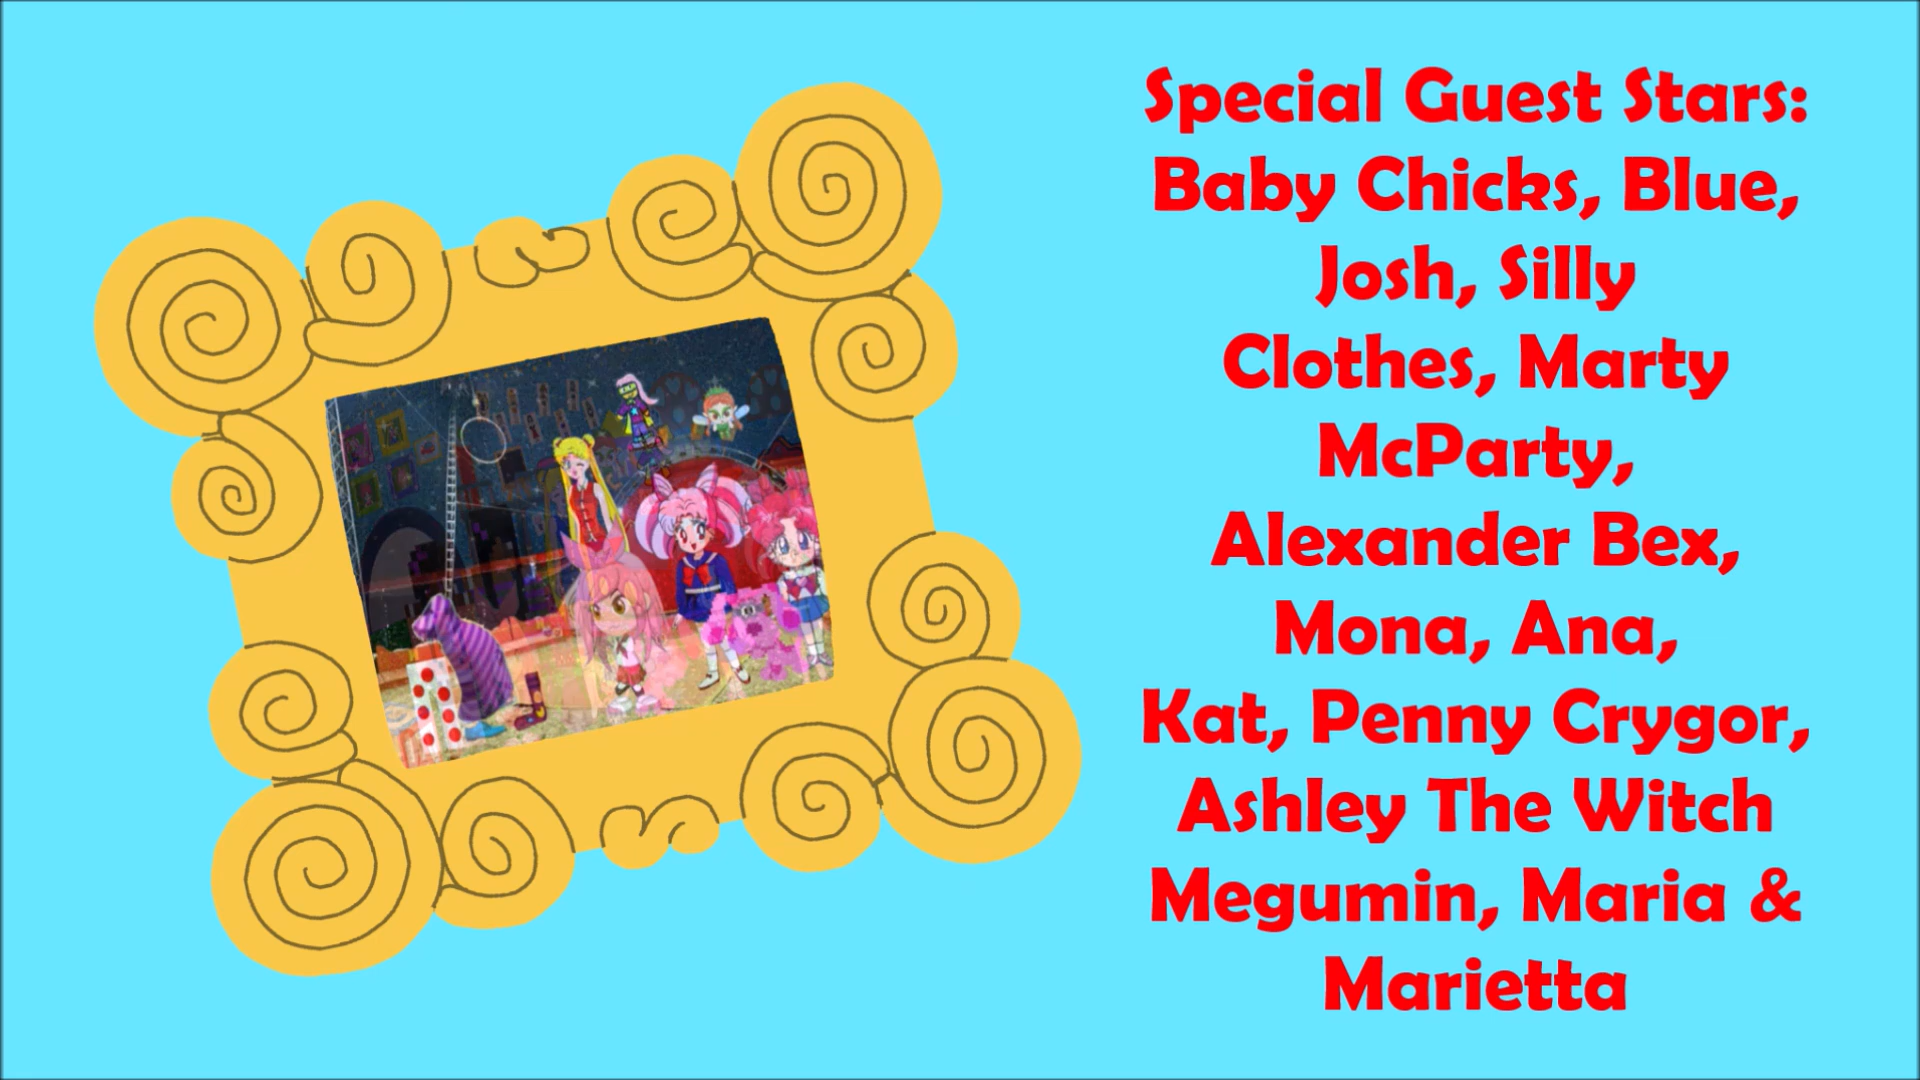 Special Guest Stars:
Baby Chicks, Blue,
Josh, Silly
Clothes, Marty
McParty,
Alexander Bex,
Mona, Ana,
Kat, Penny Crygor,
Ashley The Witch
Megumin, Maria &
Marietta